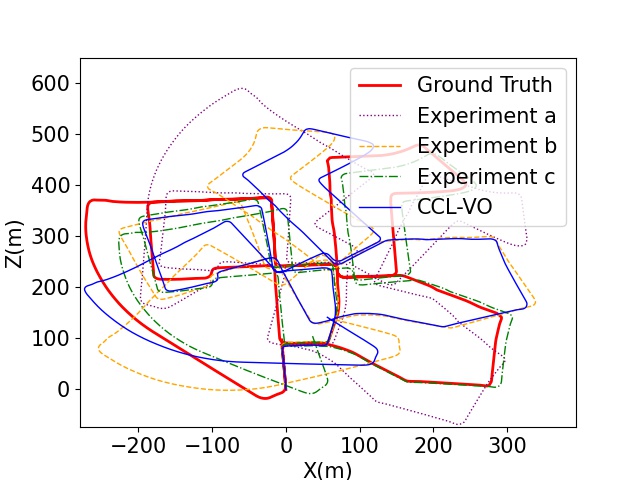 600
500
400
300
200
100
0
Z(m)
Ground Truth
Experiment a
Experiment b
Experiment c
CCL-VO
−200 −100 0 100 200 300
X(m)